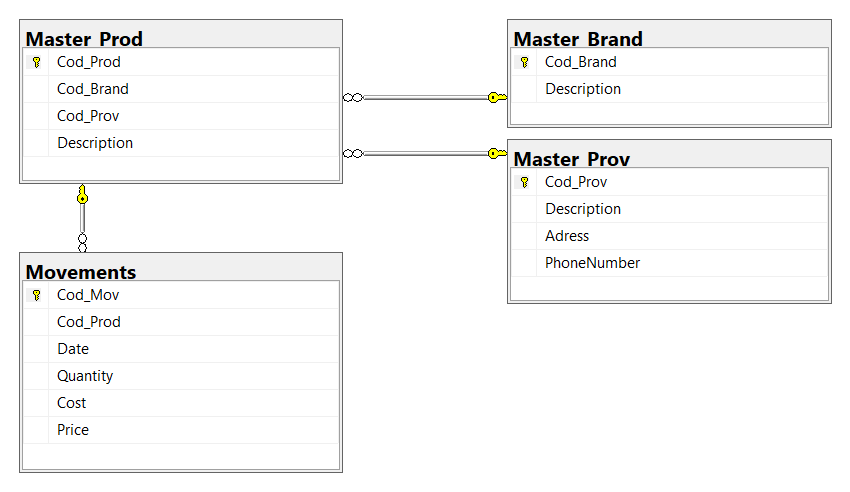 Master_Prod
Cod_Prod
Cod_Brand
Cod_Prov
Description
Master_Brand
Cod_Brand
Description
Master_Prov
Cod_Prov
Description
Adress
PhoneNumber
Movements
Cod_Mov
Cod_Prod
Date
Quantity
Cost
Price